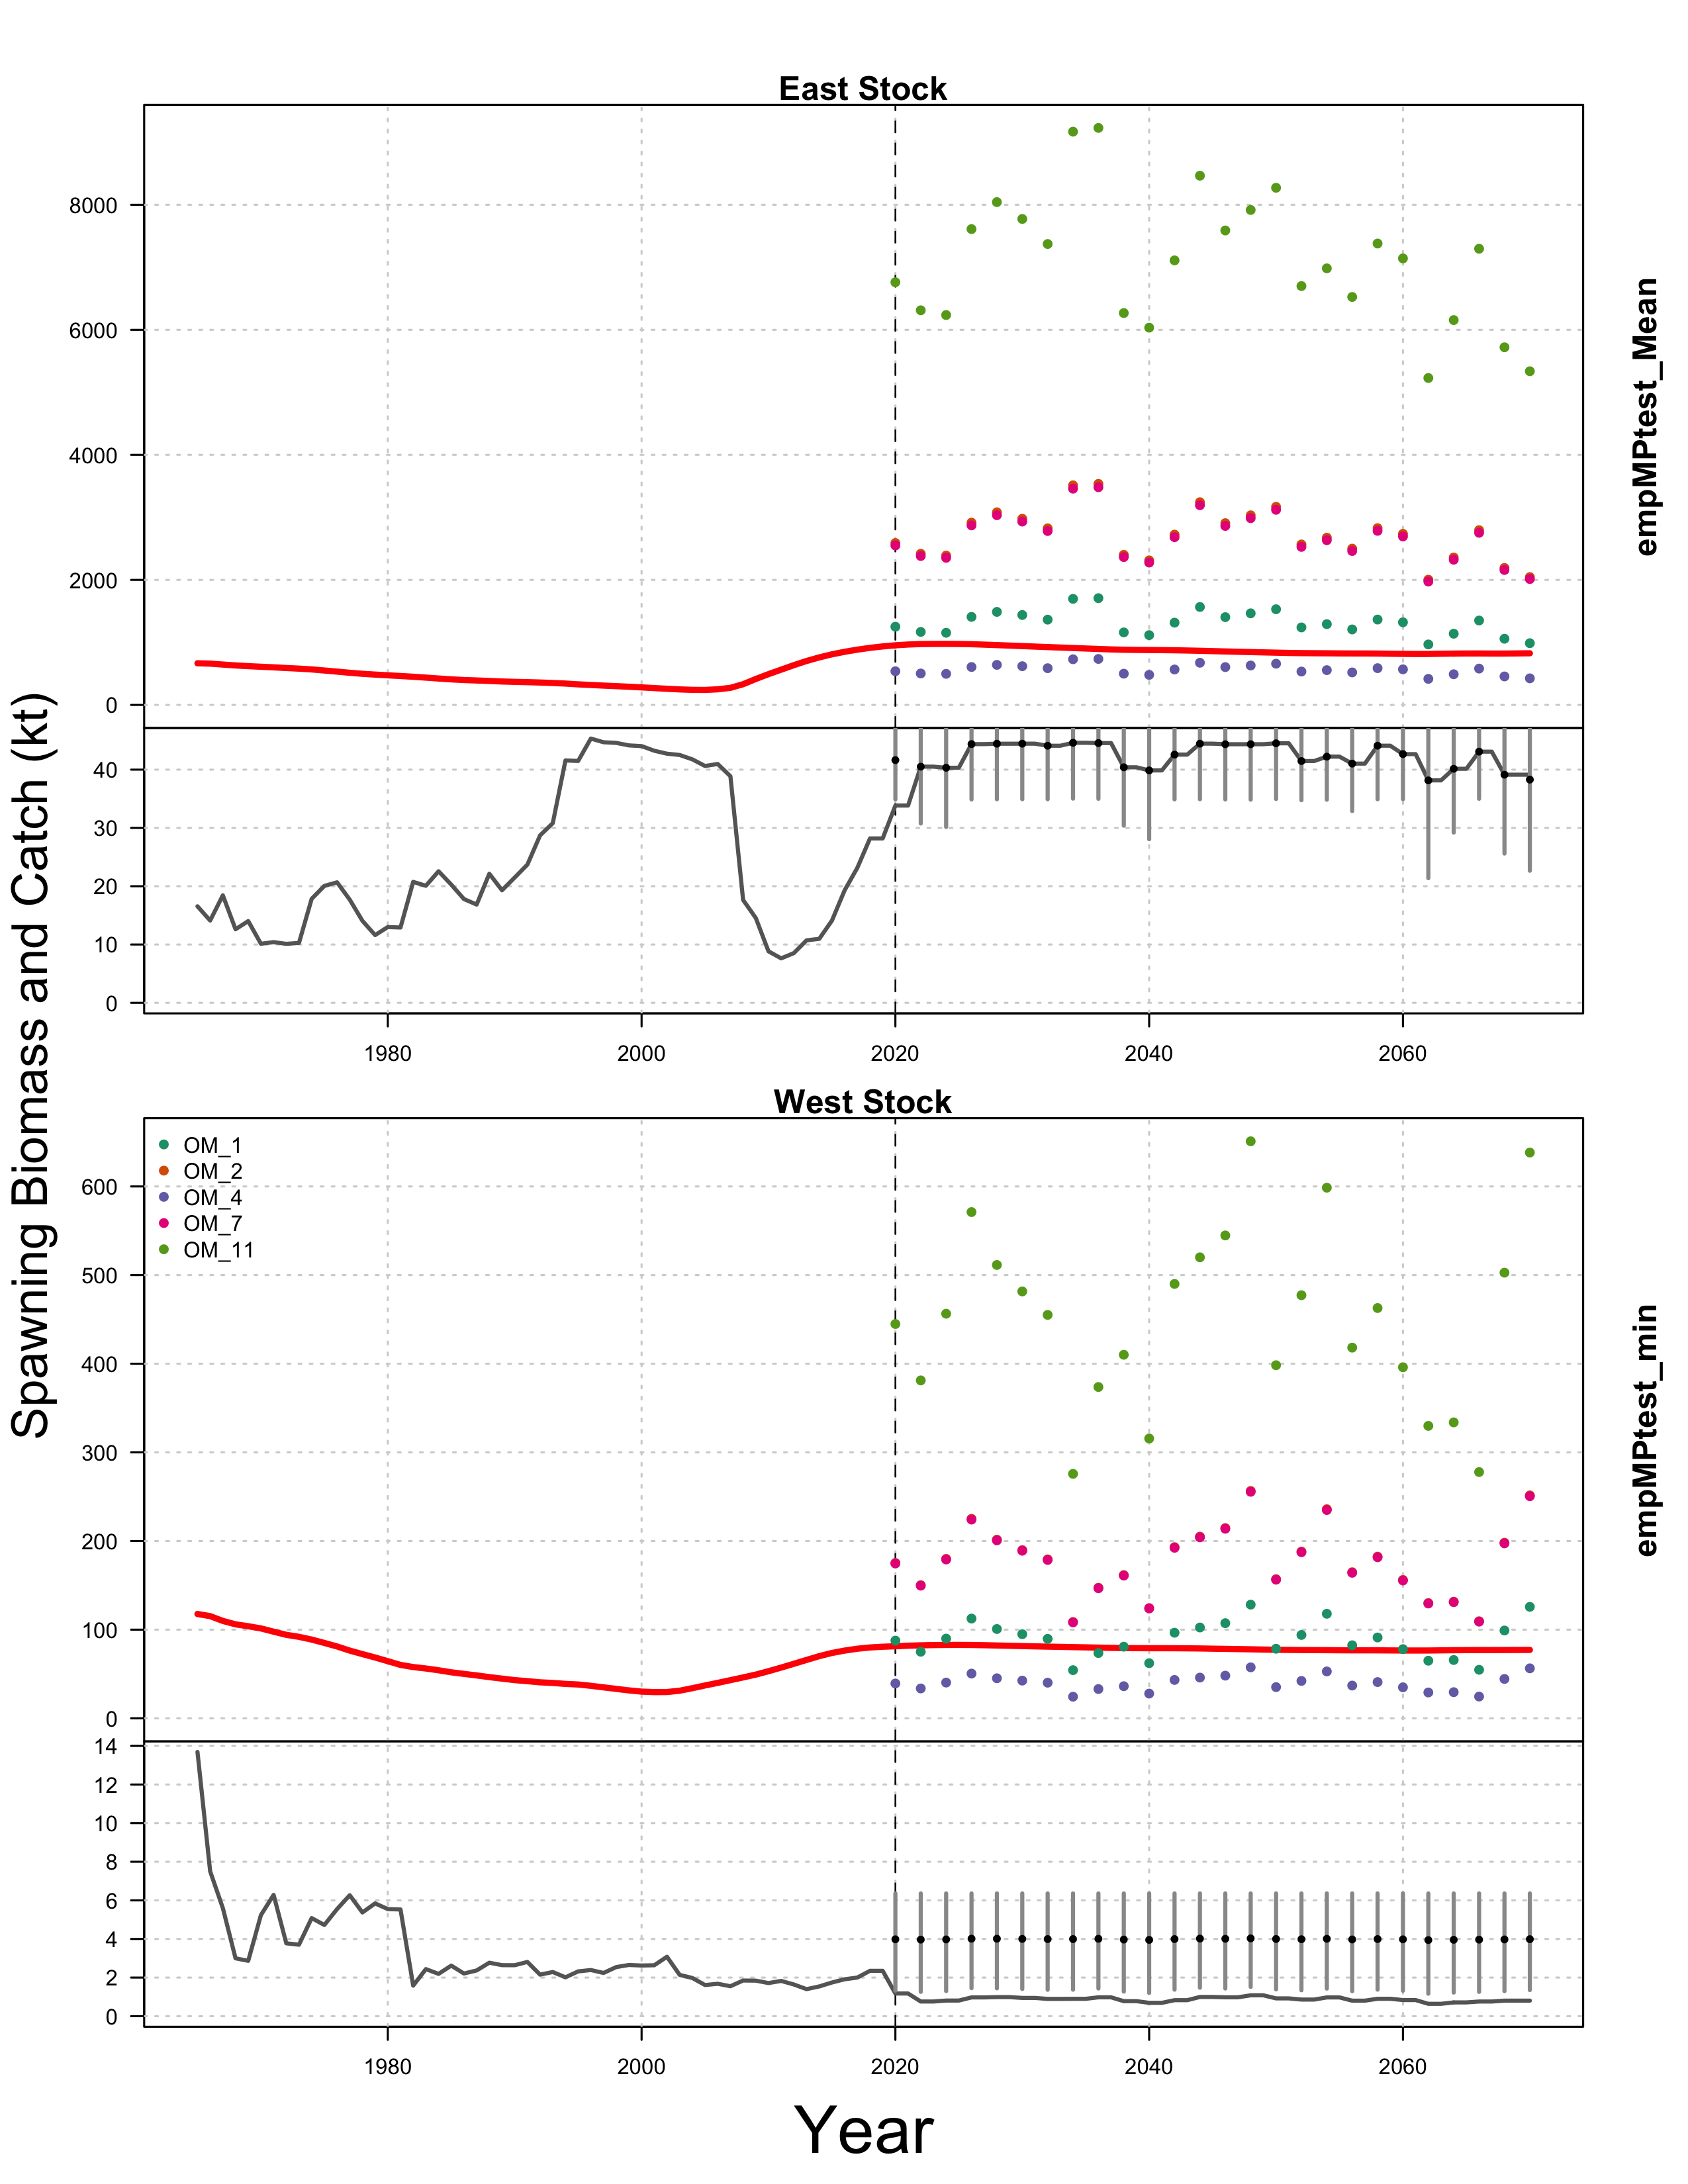 East Stock
8000
6000
4000
2000
0
40
30
20
10
0
1980 2000 2020 2040 2060
empMPtest_Mean
Spawning Biomass and Catch (kt)
West Stock
OM_1
OM_2
OM_4
OM_7
OM_11
600
500
400
300
200
100
0
14
12
10
8
6
4
2
0
1980 2000 2020 2040 2060
empMPtest_min
Year